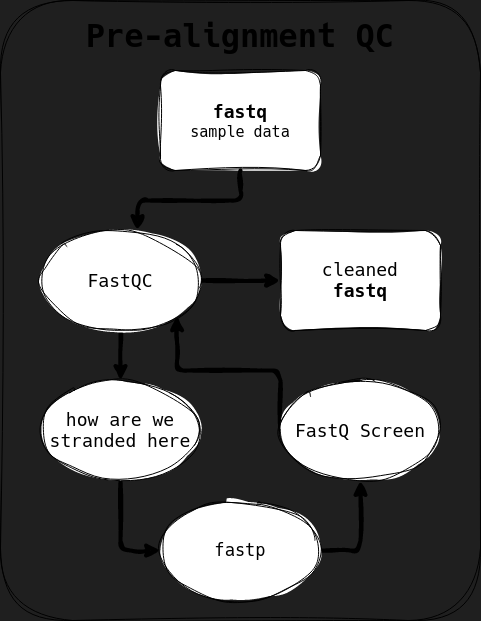 Pre-alignment QC
fastq
sample data
FastQC
cleaned
fastq
how are we
stranded here
FastQ Screen
fastp